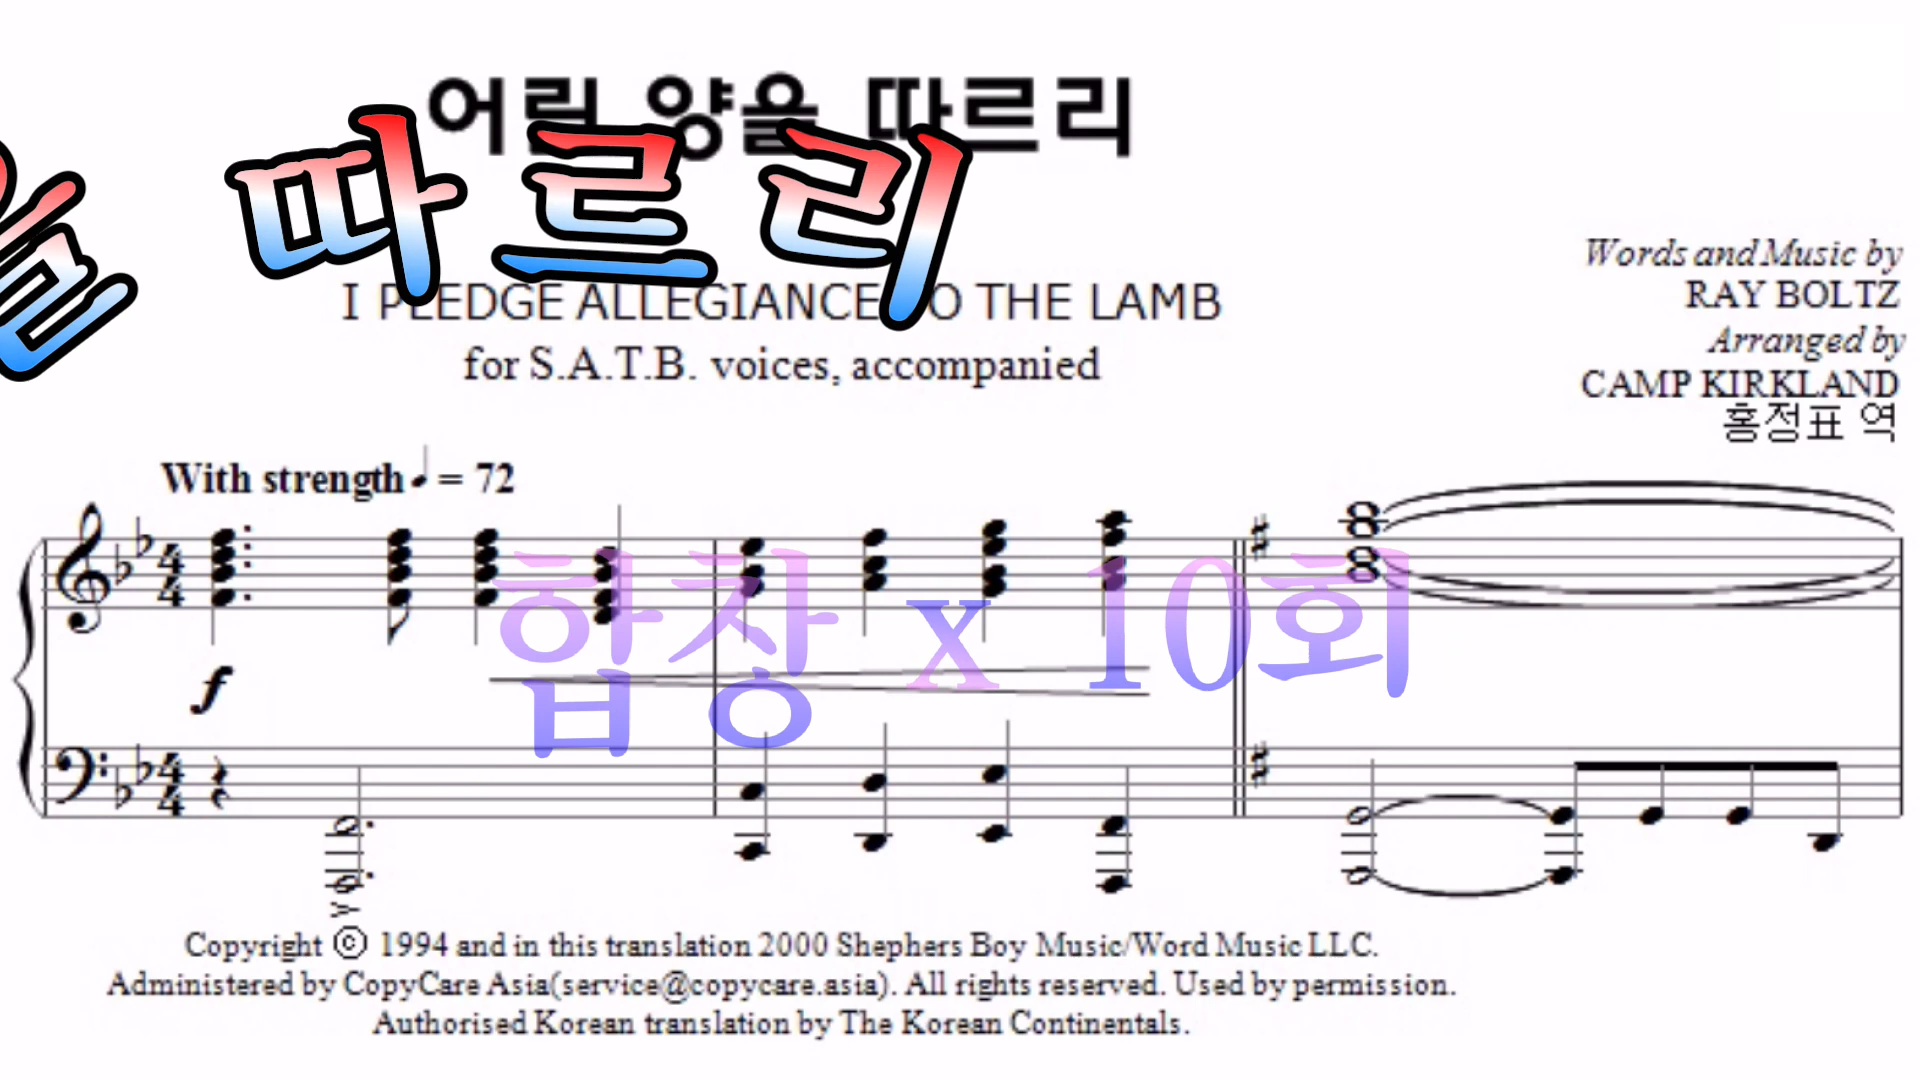 어린 양을 따르리
을 따르리
I PLEDGE ALLEGIANCE TO THE LAMB
for S.A.T.B. voices, accompanied
Words and Music by
RAY BOLTZ
Arranged by
CAMP KIRKLAND
홍정표 역
With strength ♩ = 72
합창 x 10회
f
Copyright ⓒ 1994 and in this translation 2000 Shephers Boy Music/Word Music LLC.
Administered by CopyCare Asia(service@copycare.asia). All rights reserved. Used by permission.
Authorised Korean translation by The Korean Continentals.